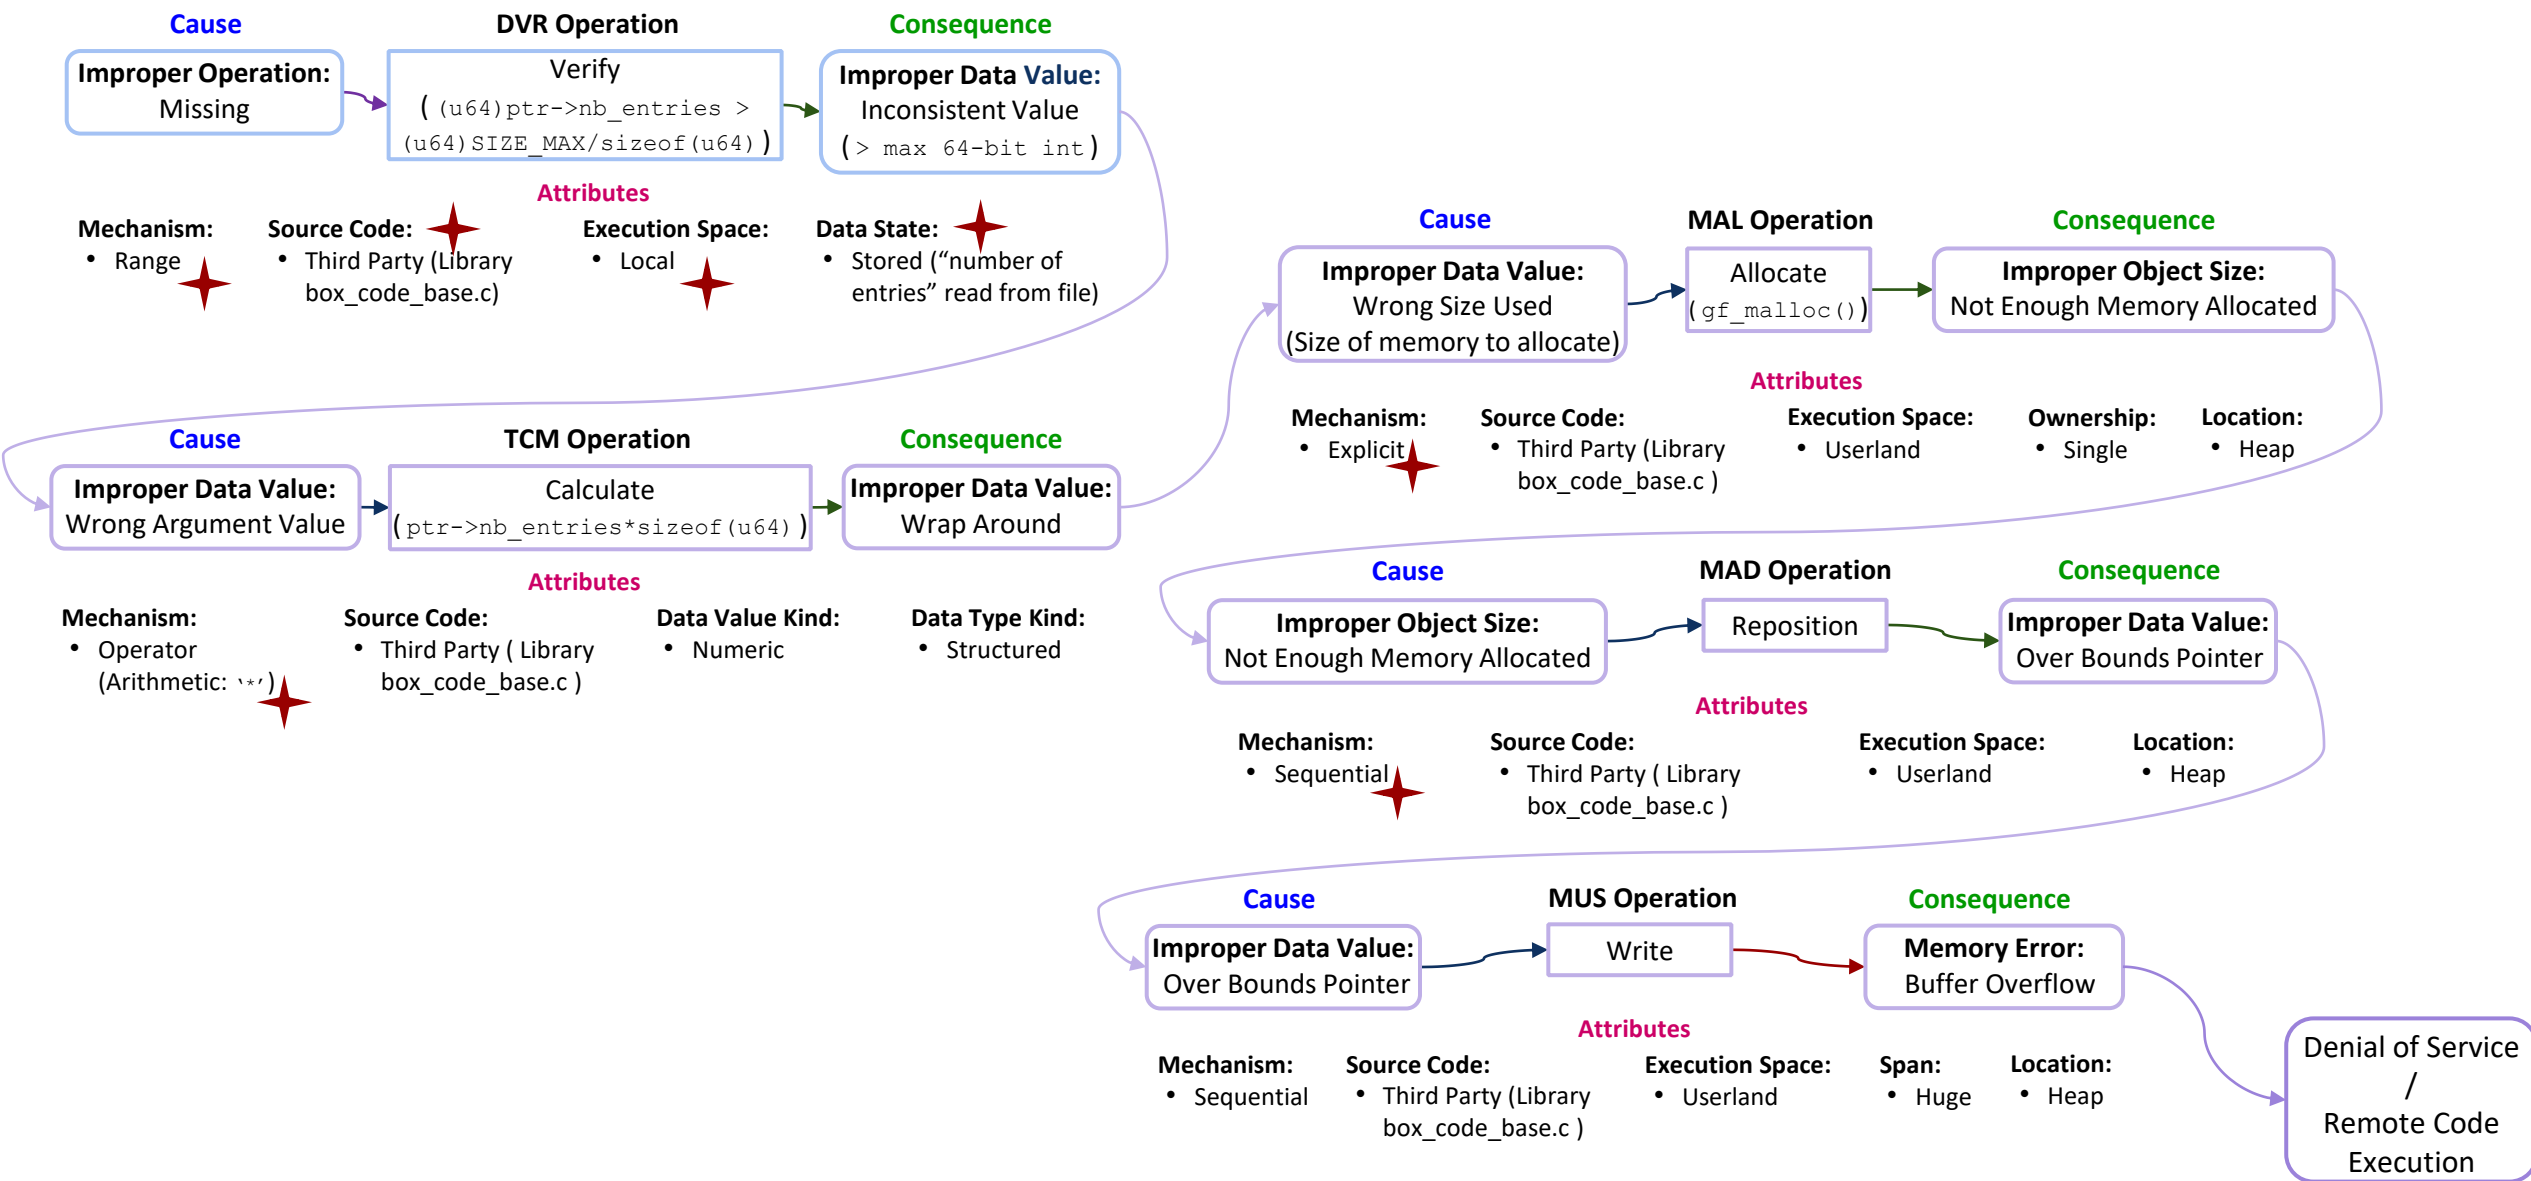 Cause
DVR Operation
Consequence
Improper Operation:
Missing
Verify
( (u64)ptr->nb_entries >
(u64)SIZE_MAX/sizeof(u64) )
Improper Data Value:
Inconsistent Value
(> max 64-bit int)
Attributes
Mechanism:
• Range
Source Code:
• Third Party (Library
box_code_base.c)
Execution Space:
• Local
Data State:
• Stored (“number of
entries” read from file)
Cause
TCM Operation
Consequence
Improper Data Value:
Wrong Argument Value
Calculate
( ptr->nb_entries*sizeof(u64) )
Improper Data Value:
Wrap Around
Attributes
Mechanism:
• Operator
(Arithmetic: ‘*’)
Source Code:
• Third Party ( Library
box_code_base.c )
Data Value Kind:
• Numeric
Data Type Kind:
• Structured
Cause
MAL Operation
Consequence
Improper Data Value:
Wrong Size Used
(Size of memory to allocate)
Allocate
(gf_malloc())
Improper Object Size:
Not Enough Memory Allocated
Attributes
Mechanism:
• Explicit
Source Code:
• Third Party (Library
box_code_base.c )
Execution Space:
• Userland
Ownership:
• Single
Location:
• Heap
Cause
MAD Operation
Consequence
Improper Object Size:
Not Enough Memory Allocated
Reposition
Improper Data Value:
Over Bounds Pointer
Attributes
Mechanism:
• Sequential
Source Code:
• Third Party ( Library
box_code_base.c )
Execution Space:
• Userland
Location:
• Heap
Cause
MUS Operation
Consequence
Improper Data Value:
Over Bounds Pointer
Write
Memory Error:
Buffer Overflow
Attributes
Mechanism:
• Sequential
Source Code:
• Third Party (Library
box_code_base.c )
Execution Space:
• Userland
Span:
• Huge
Location:
• Heap
Denial of Service
/
Remote Code
Execution